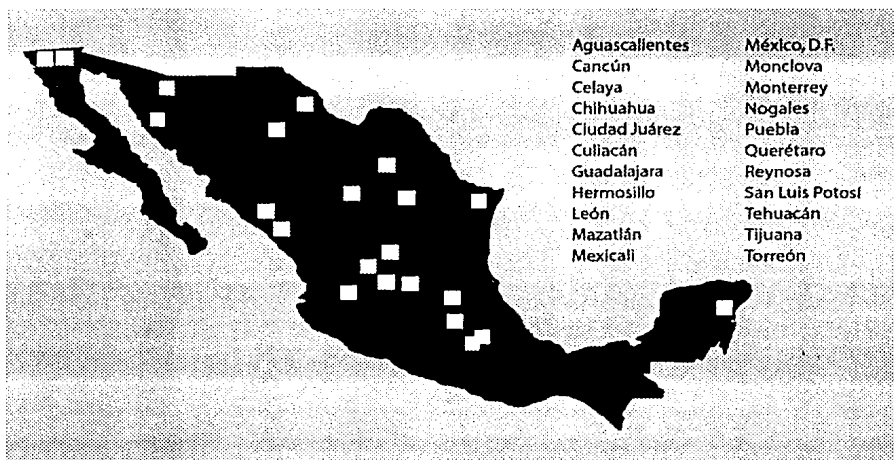 Aguascalientes
Cancún
Celaya
Chihuahua
Ciudad Juárez
Culiacán
Guadalajara
Hermosillo
León
Mazatlán
Mexicali
México, D.F.
Monclova
Monterrey
Nogales
Puebla
Querétaro
Reynosa
San Luis Potosí
Tehuacán
Tijuana
Torreón